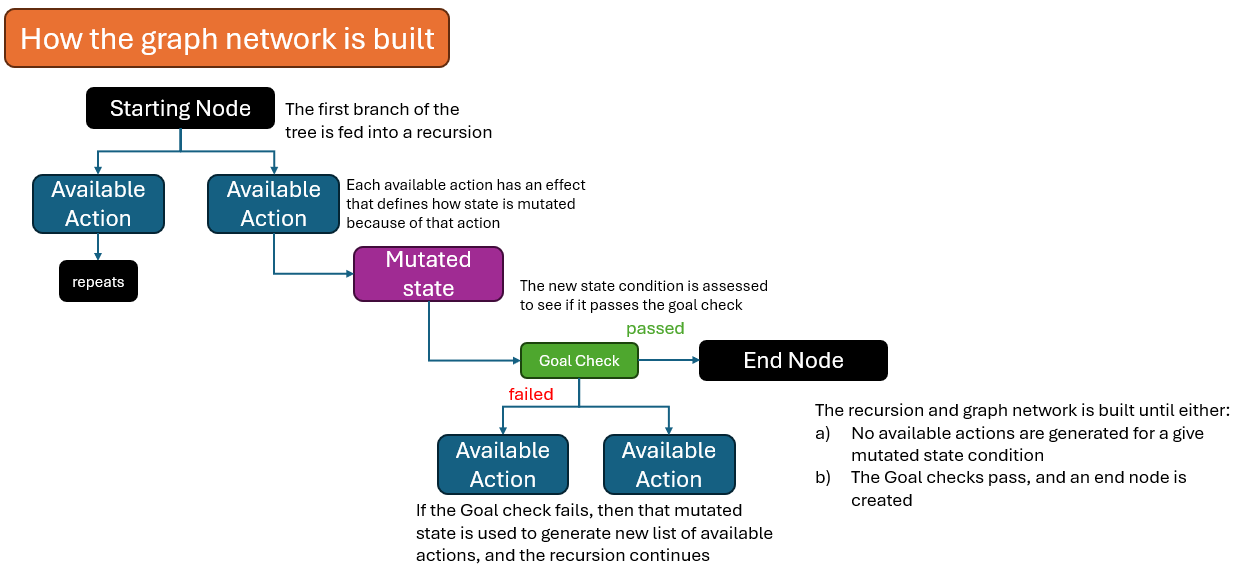 How the graph network is built
Starting Node
The first branch of the
tree is fed into a recursion
Available
Action
Available
Action
Each available action has an effect
that defines how state is mutated
because of that action
repeats
Mutated
state
The new state condition is assessed
to see if it passes the goal check
passed
Goal Check
End Node
failed
Available
Action
Available
Action
If the Goal check fails, then that mutated
state is used to generate new list of available
actions, and the recursion continues
The recursion and graph network is built until either:
a) No available actions are generated for a give
mutated state condition
b) The Goal checks pass, and an end node is
created